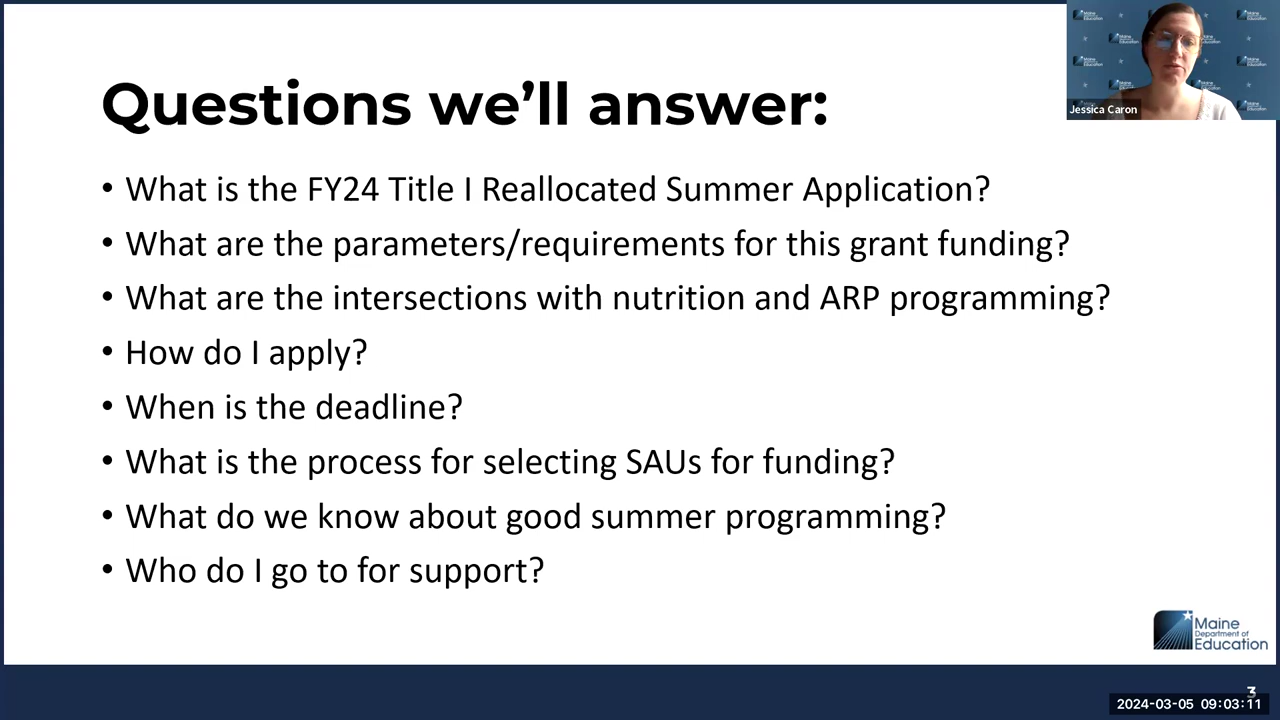 Questions we’ll answer:
• What is the FY24 Title I Reallocated Summer Application?
• What are the parameters/requirements for this grant funding?
• What are the intersections with nutrition and ARP programming?
• How do I apply?
• When is the deadline?
• What is the process for selecting SAUs for funding?
• What do we know about good summer programming?
• Who do I go to for support?
Jessica Caron
Maine
Department of
Education
3
2024-03-05 09:03:11